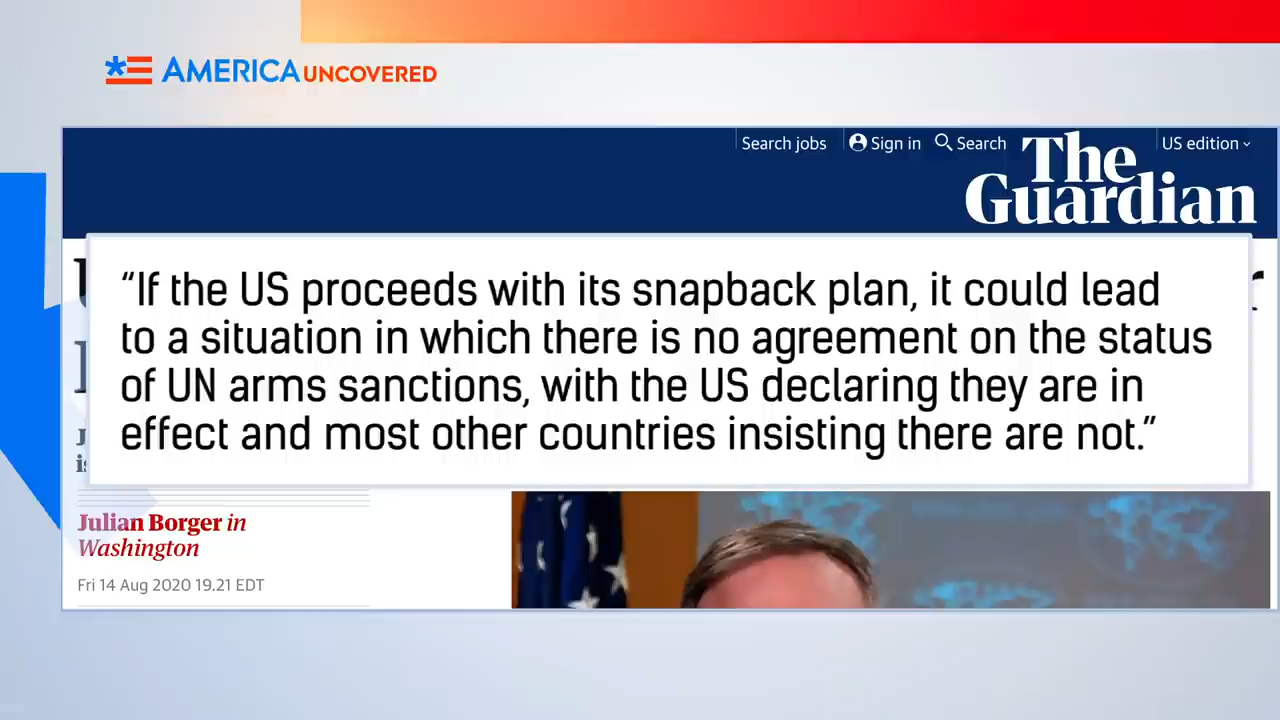 AMERICA UNCOVERED
Search jobs Sign in Search US edition
The
Guardian
“If the US proceeds with its snapback plan, it could lead
to a situation in which there is no agreement on the status
of UN arms sanctions, with the US declaring they are in
effect and most other countries insisting there are not.”
Julian Borger in
Washington
Fri 14 Aug 2020 19.21 EDT